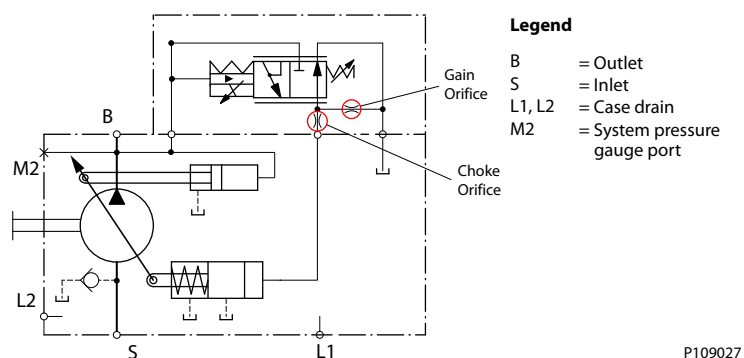 Legend
B = Outlet
S = Inlet
L1, L2 = Case drain
M2 = System pressure
gauge port
Gain
Orifice
Choke
Orifice
B
M2
L2
S
L1
P109027